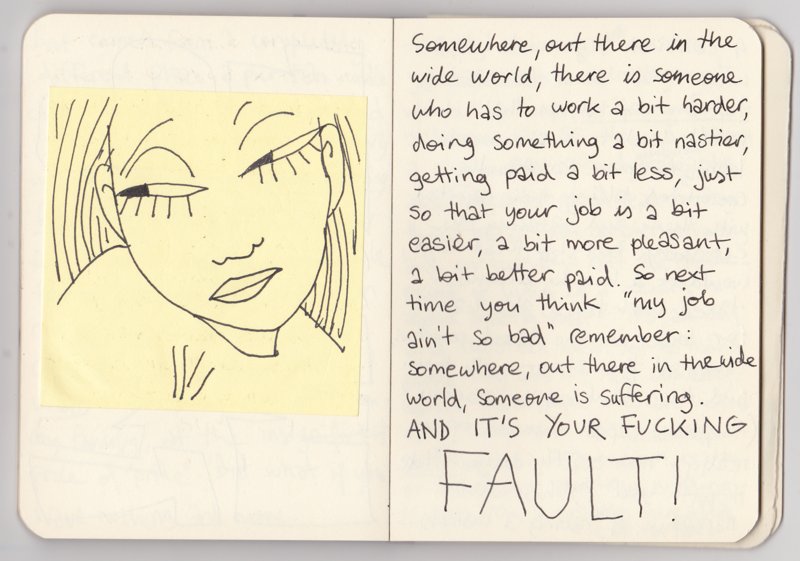 Somewhere, out there in the
wide world, there is someone
who has to work a bit harder,
doing something a bit nastier,
getting paid a bit less, just
so that your job is a bit
easier, a bit more pleasant,
a bit better paid. So next
time you think "my job
ain't so bad" remember:
somewhere, out there in the wide
world, someone is suffering.
AND IT'S YOUR FUCKING
FAULT!